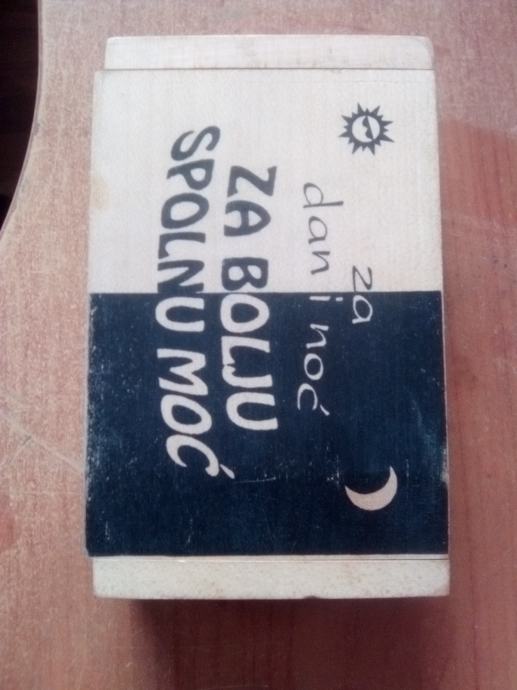 za
dan i noć
ZA BOLJU
SPOLNU MOĆ